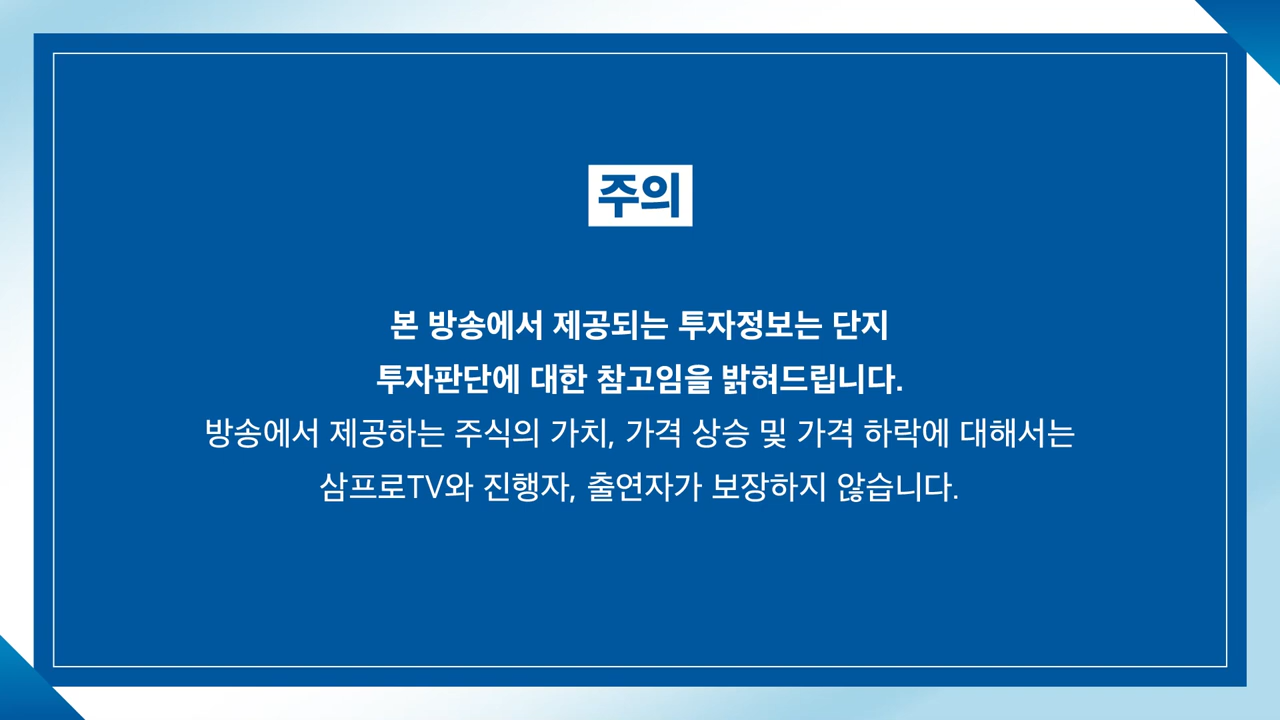 주의
본 방송에서 제공되는 투자정보는 단지
투자판단에 대한 참고임을 밝혀드립니다.
방송에서 제공하는 주식의 가치, 가격 상승 및 가격 하락에 대해서는
삼프로TV와 진행자, 출연자가 보장하지 않습니다.